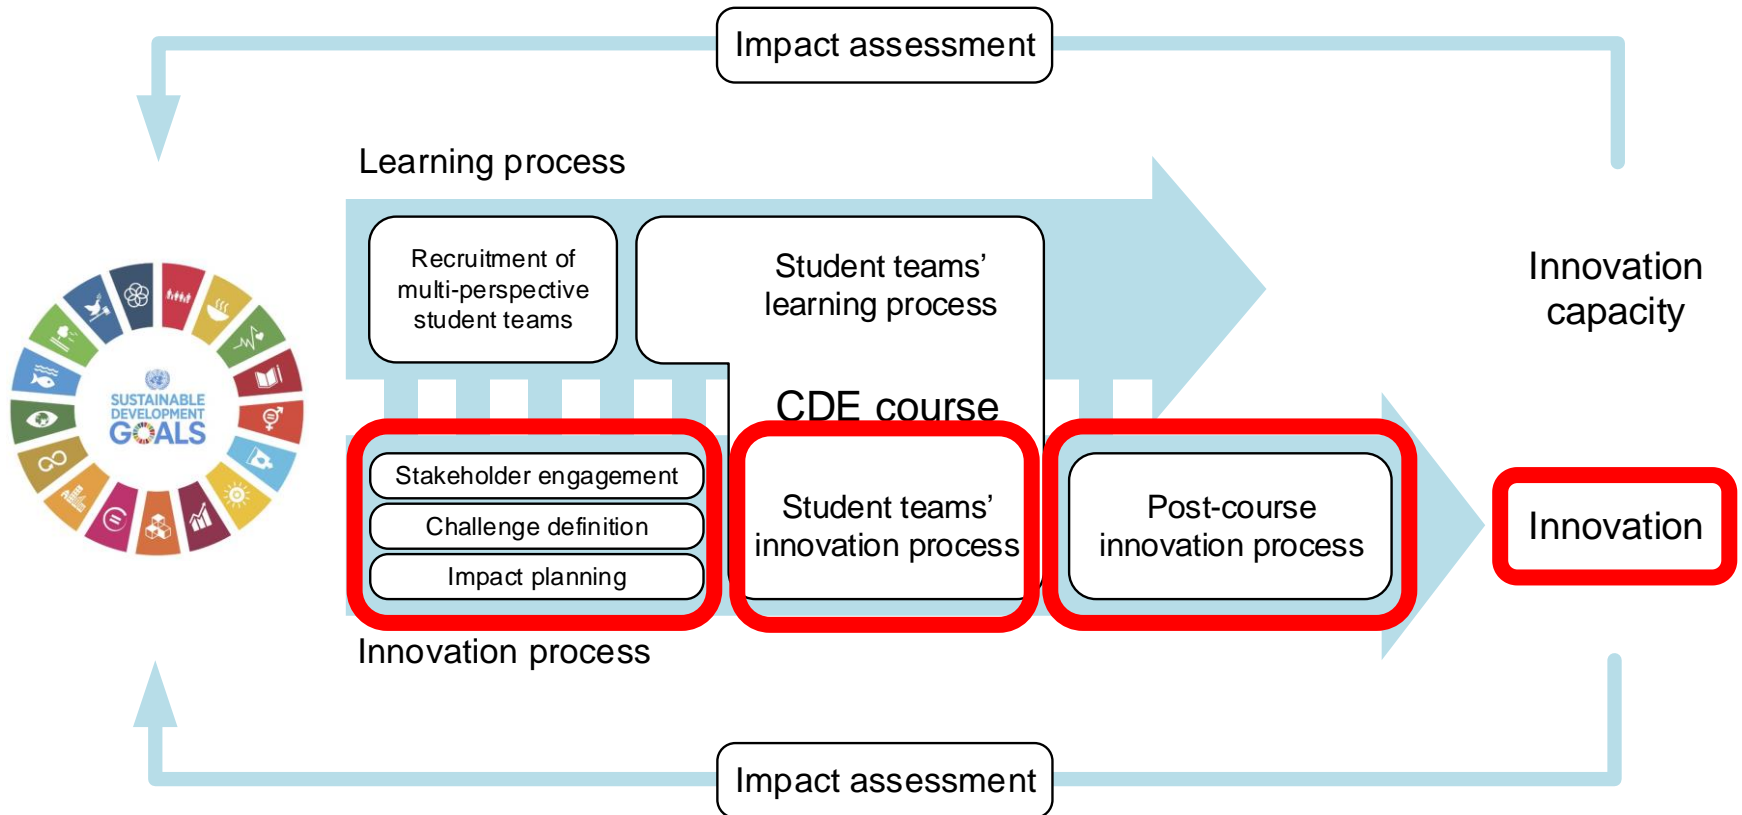 Impact assessment
Learning process
Recruitment of
multi-perspective
student teams
Student teams’
learning process
Innovation
capacity
SUSTAINABLE
DEVELOPMENT
GOALS
CDE course
Stakeholder engagement
Challenge definition
Impact planning
Student teams’
innovation process
Post-course
innovation process
Innovation
Innovation process
Impact assessment